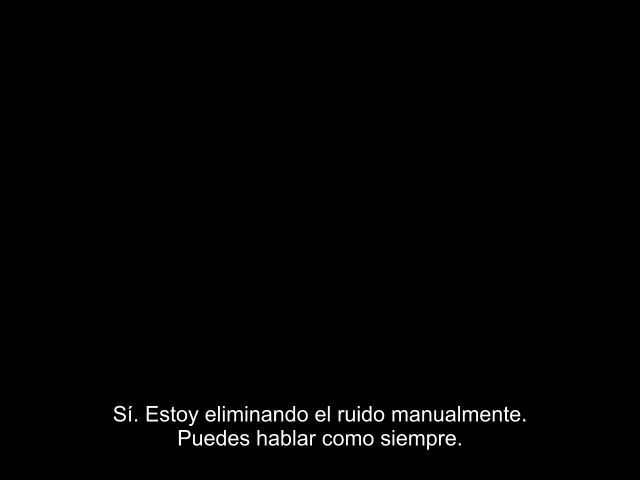 Sí. Estoy eliminando el ruido manualmente.
Puedes hablar como siempre.